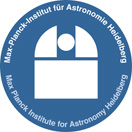 Max-Planck-Institut für Astronomie Heidelberg
Max Planck Institute for Astronomy Heidelberg